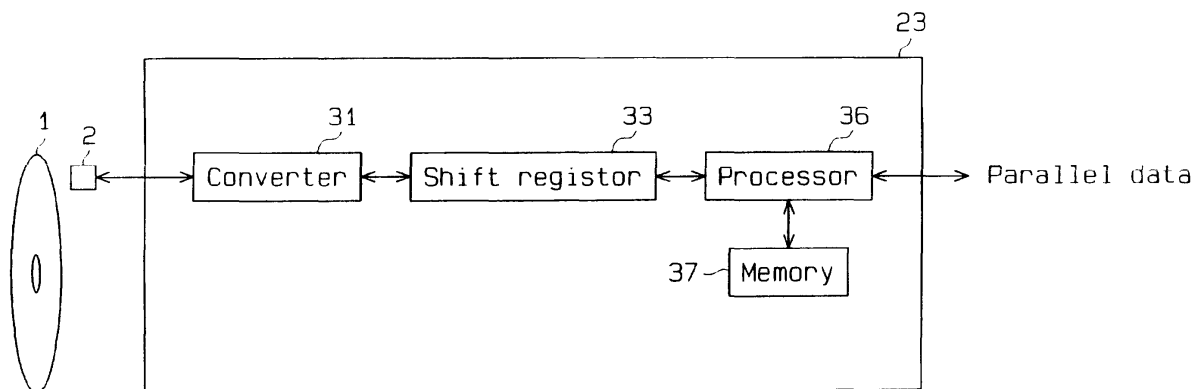 23
1
2
31
33
36
Converter
Shift registor
Processor
Parallel data
37
Memory